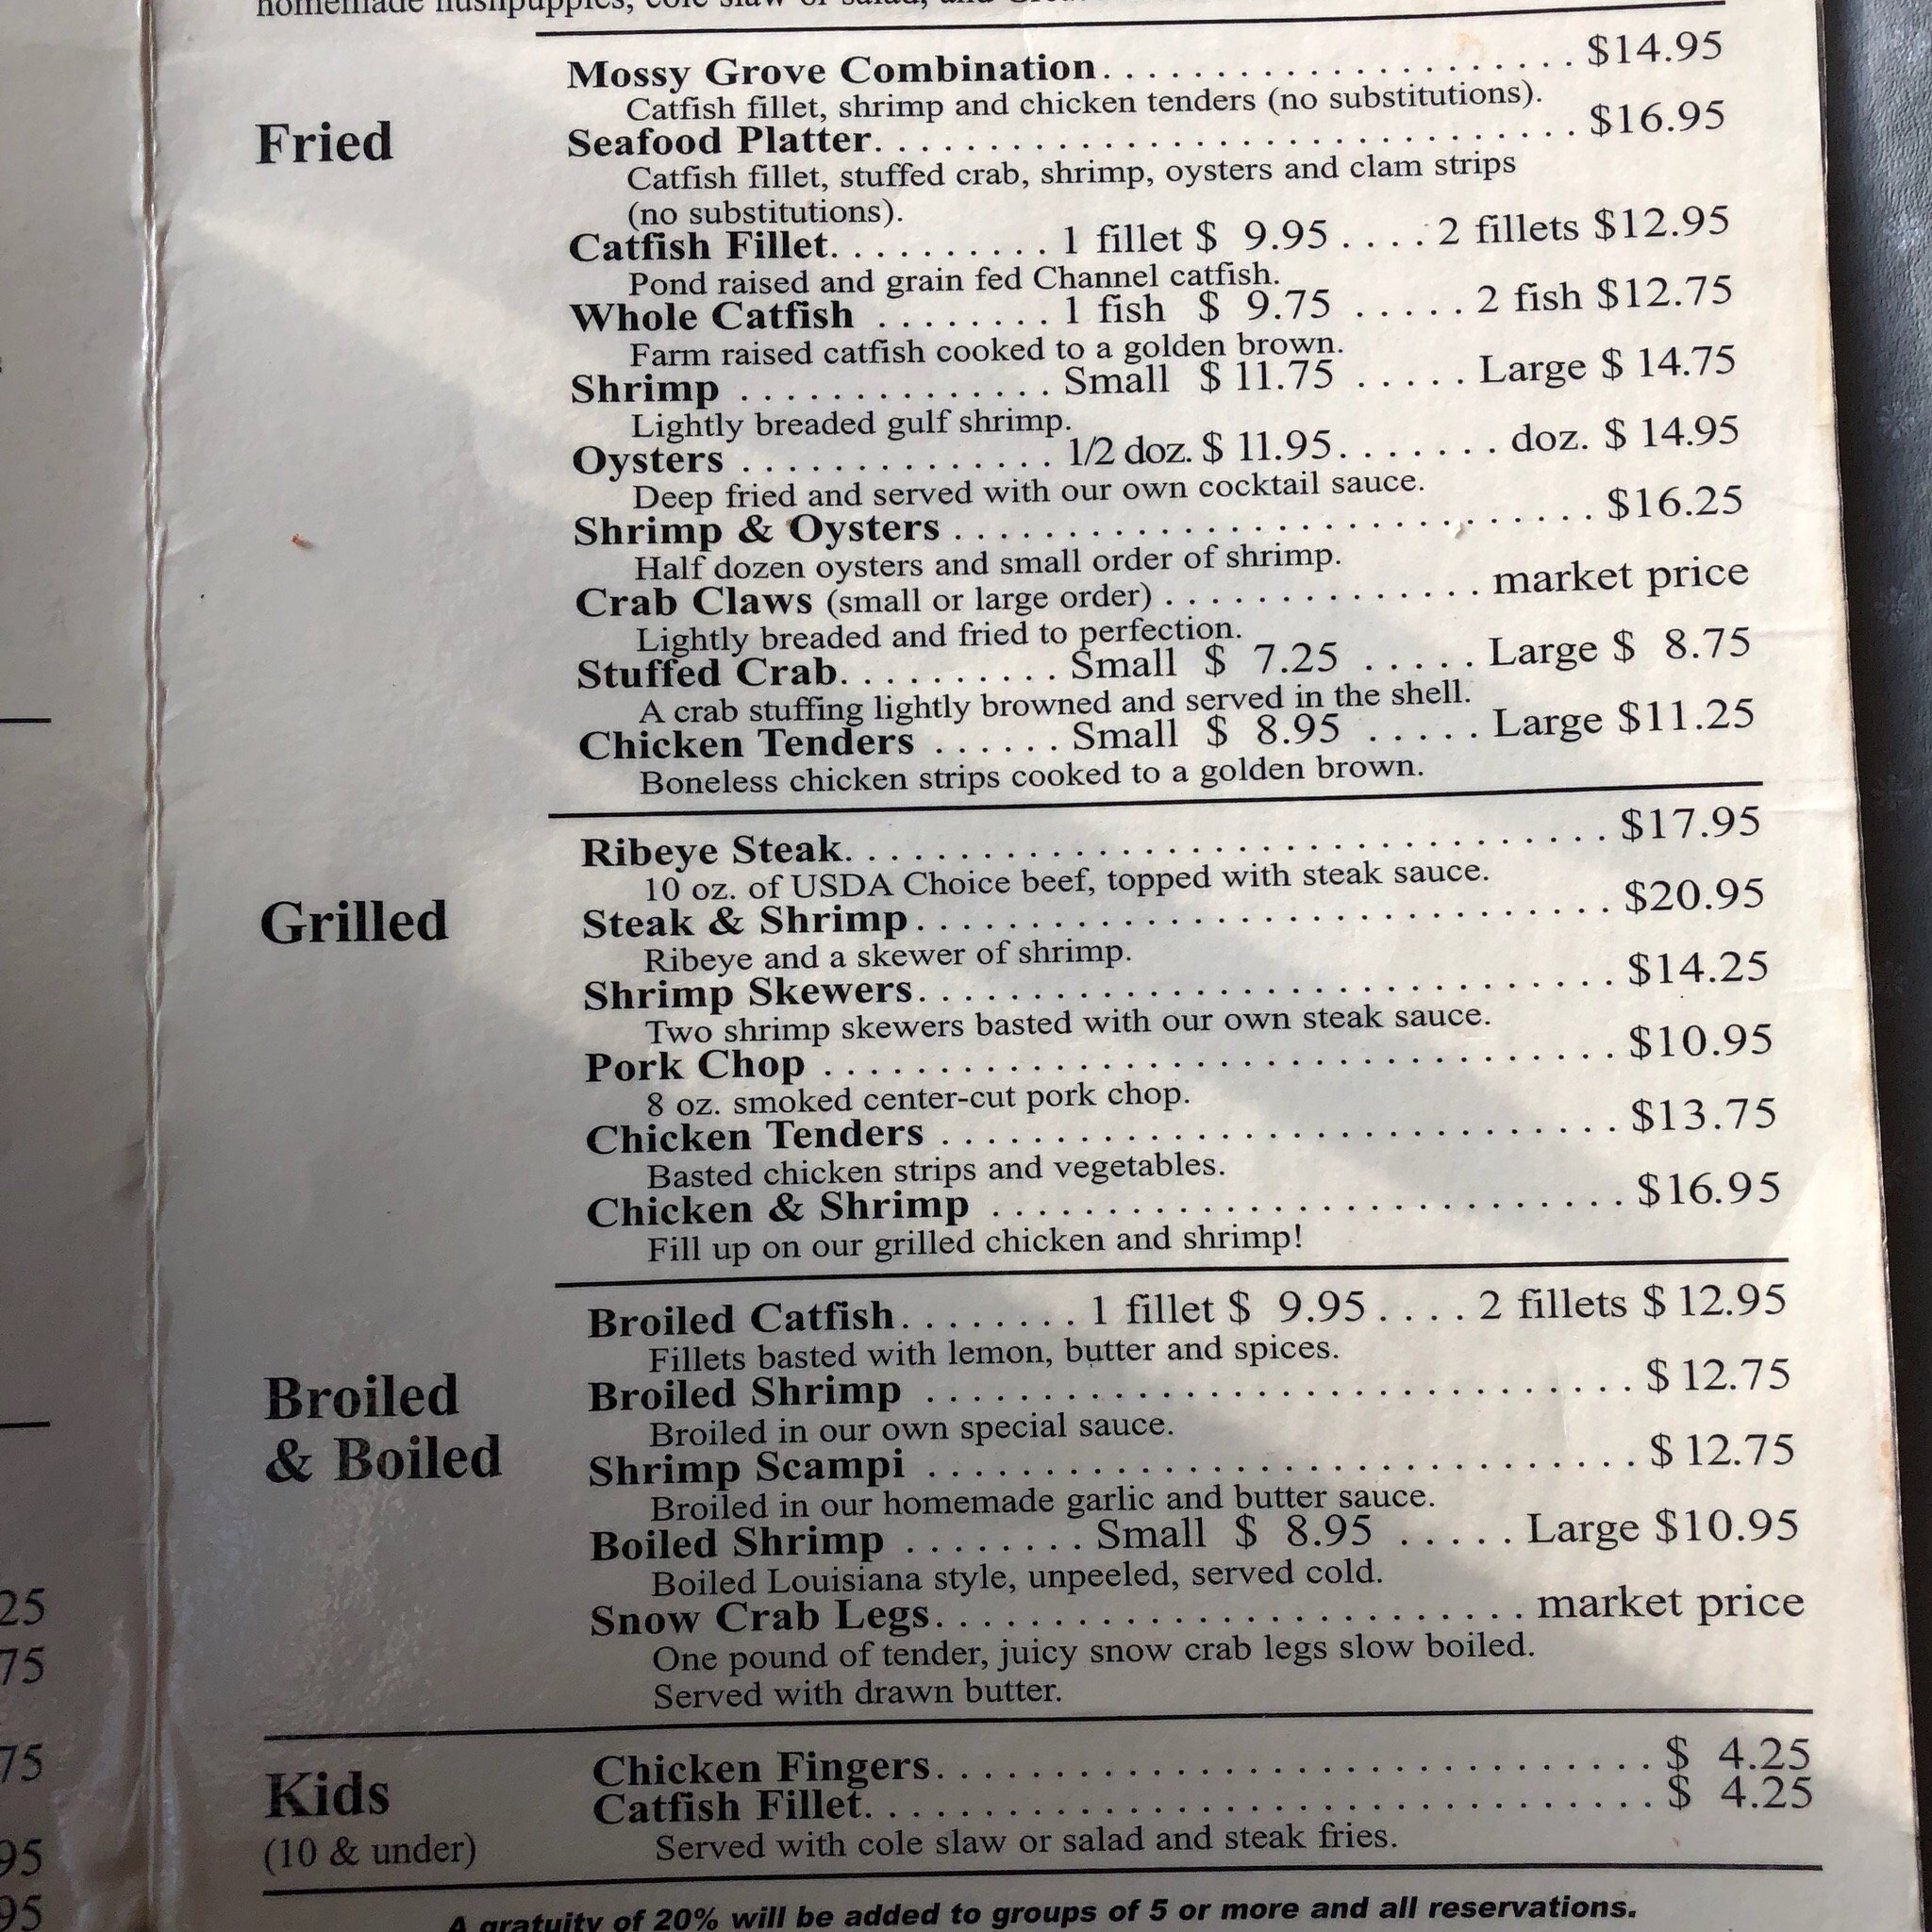 homemade hushpuppies, cole slaw or salad, and
Mossy Grove Combination. . . . . . . . . . . . . . . . . . . . . $14.95
Catfish fillet, shrimp and chicken tenders (no substitutions).
Fried
Seafood Platter. . . . . . . . . . . . . . . . . . . . . . . . . . . . . . $16.95
Catfish fillet, stuffed crab, shrimp, oysters and clam strips
(no substitutions).
Catfish Fillet. . . . . . . . . . 1 fillet $ 9.95 . . . . 2 fillets $12.95
Pond raised and grain fed Channel catfish.
Whole Catfish . . . . . . . . 1 fish $ 9.75 . . . . . 2 fish $12.75
Farm raised catfish cooked to a golden brown.
Shrimp . . . . . . . . . . . . . . Small $ 11.75 . . . . . Large $ 14.75
Lightly breaded gulf shrimp.
Oysters . . . . . . . . . . . . . . 1/2 doz. $ 11.95. . . . . . . doz. $ 14.95
Deep fried and served with our own cocktail sauce.
Shrimp & Oysters . . . . . . . . . . . . . . . . . . . . . . . . . . . . $16.25
Half dozen oysters and small order of shrimp.
Crab Claws (small or large order) . . . . . . . . . . . . . . market price
Lightly breaded and fried to perfection.
Stuffed Crab. . . . . . . . . . Small $ 7.25 . . . . . Large $ 8.75
A crab stuffing lightly browned and served in the shell.
Chicken Tenders . . . . . . Small $ 8.95 . . . . . Large $11.25
Boneless chicken strips cooked to a golden brown.
Ribeye Steak. . . . . . . . . . . . . . . . . . . . . . . . . . . . . . . . . $17.95
10 oz. of USDA Choice beef, topped with steak sauce.
Grilled
Steak & Shrimp. . . . . . . . . . . . . . . . . . . . . . . . . . . . . . $20.95
Ribeye and a skewer of shrimp.
Shrimp Skewers. . . . . . . . . . . . . . . . . . . . . . . . . . . . . . $14.25
Two shrimp skewers basted with our own steak sauce.
Pork Chop . . . . . . . . . . . . . . . . . . . . . . . . . . . . . . . . . . $10.95
8 oz. smoked center-cut pork chop.
Chicken Tenders . . . . . . . . . . . . . . . . . . . . . . . . . . . . . $13.75
Basted chicken strips and vegetables.
Chicken & Shrimp . . . . . . . . . . . . . . . . . . . . . . . . . . . $16.95
Fill up on our grilled chicken and shrimp!
Broiled Catfish. . . . . . . . 1 fillet $ 9.95 . . . . 2 fillets $ 12.95
Fillets basted with lemon, butter and spices.
Broiled
& Boiled
Broiled Shrimp . . . . . . . . . . . . . . . . . . . . . . . . . . . . . . $ 12.75
Broiled in our own special sauce.
Shrimp Scampi . . . . . . . . . . . . . . . . . . . . . . . . . . . . . . $ 12.75
Broiled in our homemade garlic and butter sauce.
Boiled Shrimp . . . . . . . . Small $ 8.95 . . . . . Large $10.95
Boiled Louisiana style, unpeeled, served cold.
Snow Crab Legs. . . . . . . . . . . . . . . . . . . . . . . . . market price
One pound of tender, juicy snow crab legs slow boiled.
Served with drawn butter.
Kids
(10 & under)
Chicken Fingers. . . . . . . . . . . . . . . . . . . . . . . . . . . . . . $ 4.25
Catfish Fillet. . . . . . . . . . . . . . . . . . . . . . . . . . . . . . . . . $ 4.25
Served with cole slaw or salad and steak fries.
A gratuity of 20% will be added to groups of 5 or more and all reservations.
25
75
75
95
95